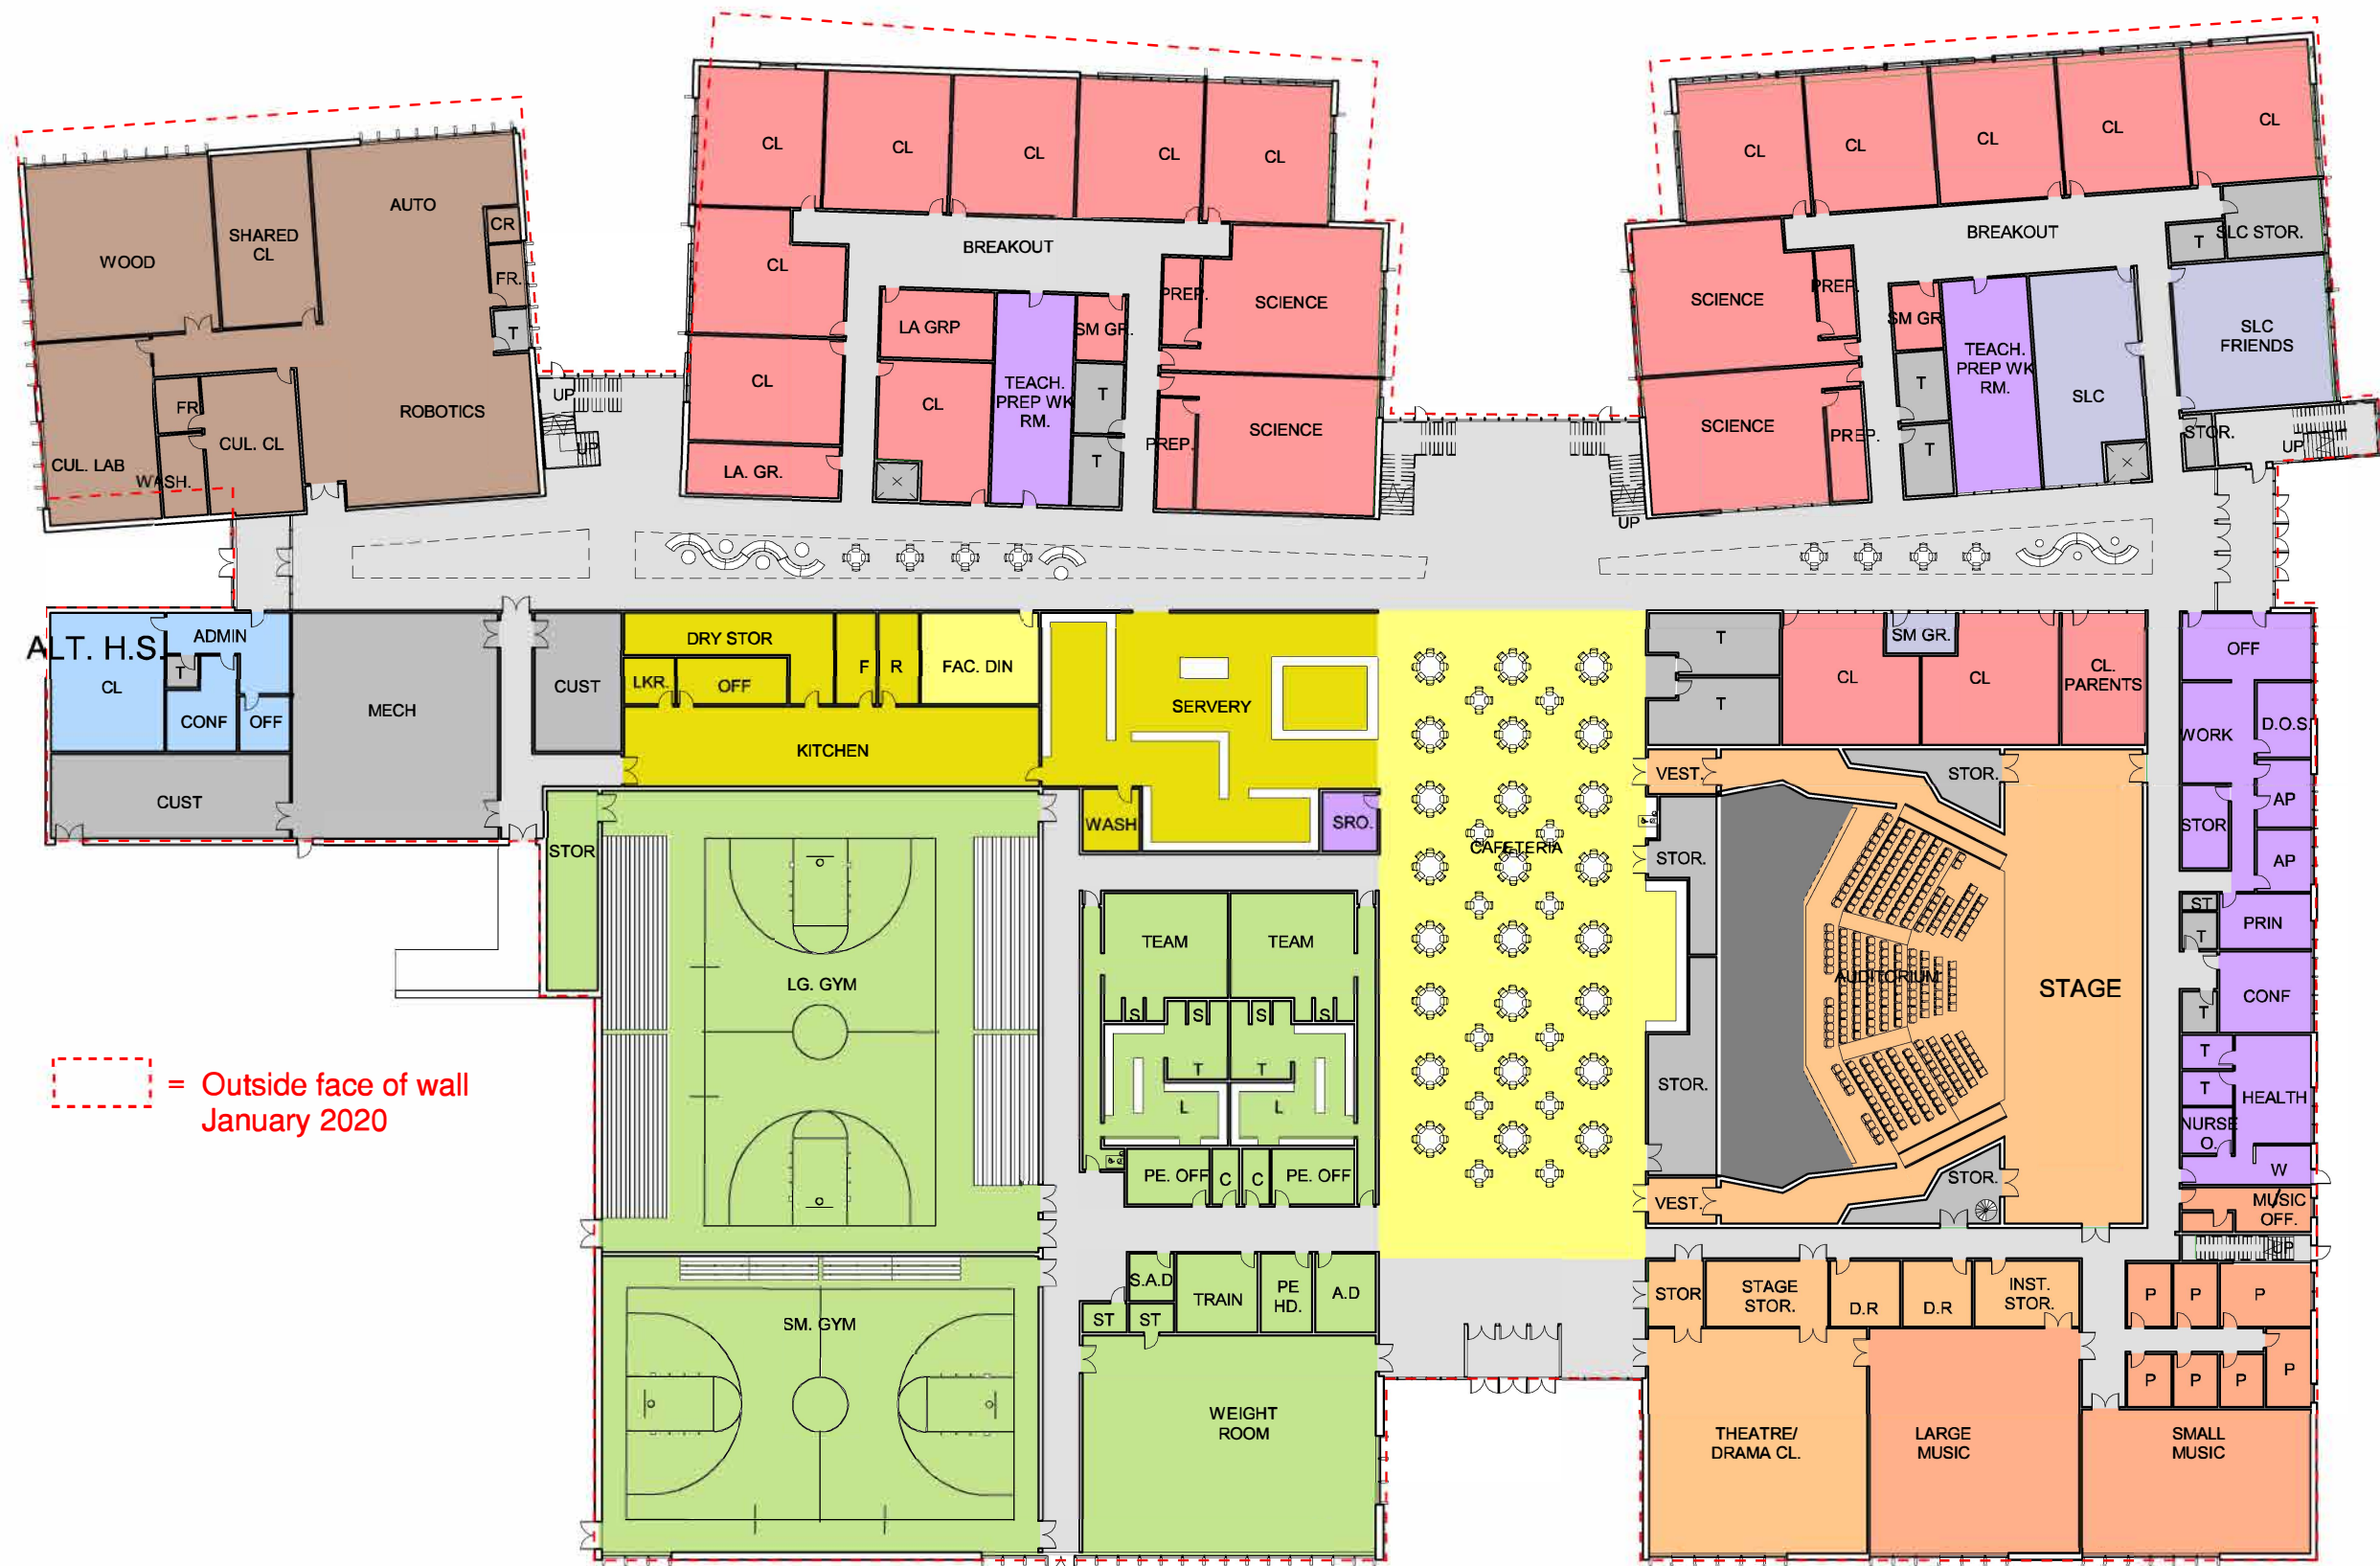 AUTO
WOOD
SHARED
CL
CR
FR.
T
CUL. LAB
FR
WASH.
CUL. CL
ROBOTICS
UP
UP
CL
CL
CL
CL
CL
CL
BREAKOUT
PREP.
SCIENCE
LA GRP
SM GR.
CL
CL
TEACH.
PREP WK
RM.
T
T
PREP.
SCIENCE
LA. GR.
CL
CL
CL
CL
CL
BREAKOUT
T
SLC STOR.
SCIENCE
PREP.
SM GR
TEACH.
PREP WK
RM.
SLC
FRIENDS
T
SLC
SCIENCE
PREP.
T
STOR.
UP
UP
ALT. H.S.
ADMIN
CL
T
CONF
OFF
MECH
CUST
CUST
DRY STOR
LKR.
OFF
F
R
FAC. DIN
KITCHEN
SERVERY
WASH
SRO.
CAFETERIA
T
T
CL
SM GR.
CL
CL.
PARENTS
OFF
WORK
D.O.S.
AP
STOR
AP
ST
T
PRIN
CONF
T
T
T
HEALTH
NURSE
O.
W
MUSIC
OFF.
UP
VEST.
STOR.
STOR.
AUDITORIUM
STAGE
STOR.
STOR.
VEST.
STOR
LG. GYM
TEAM
TEAM
S
S
S
S
T
T
L
L
PE. OFF
C
C
PE. OFF
= Outside face of wall
January 2020
SM. GYM
S.A.D
ST
ST
TRAIN
PE
HD.
A.D
WEIGHT
ROOM
STOR
STAGE
STOR.
D.R
D.R
INST.
STOR.
P
P
P
P
P
P
P
THEATRE/
DRAMA CL.
LARGE
MUSIC
SMALL
MUSIC